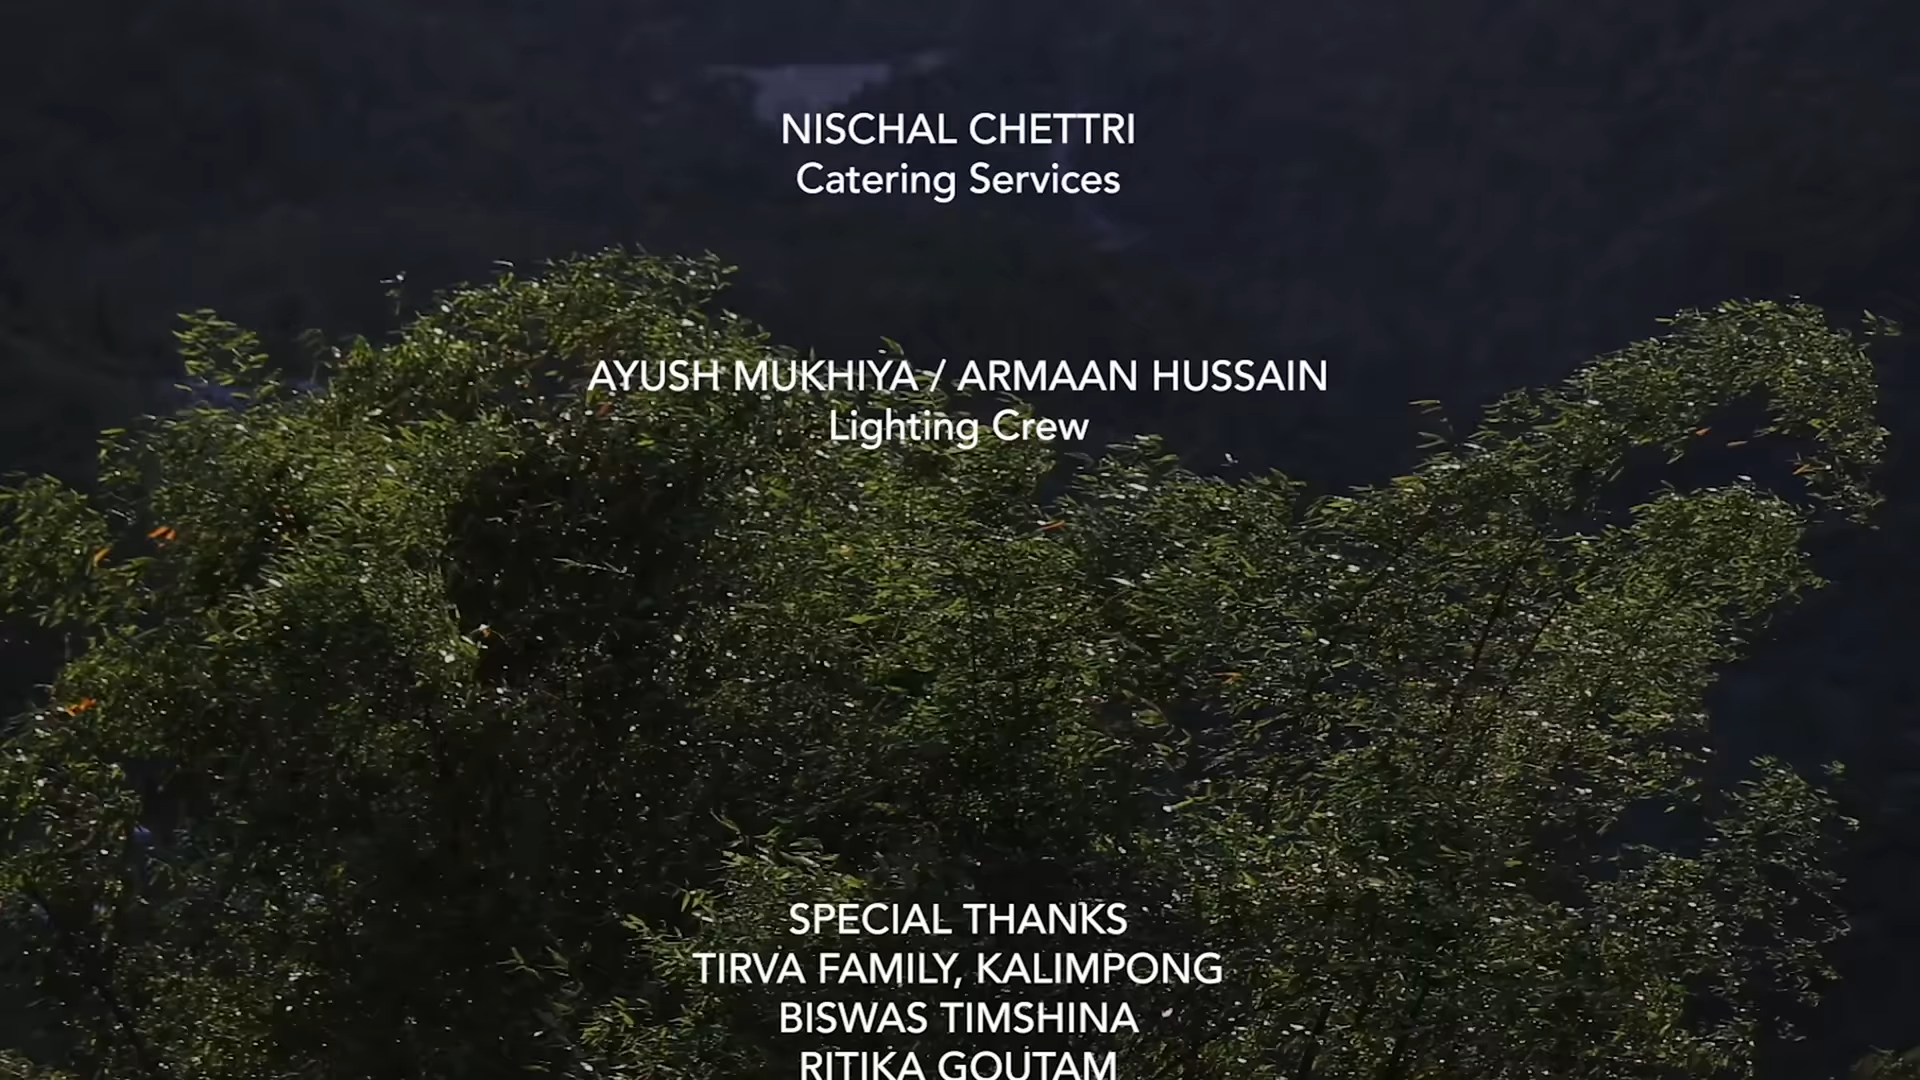 NISCHAL CHETTRI
Catering Services
AYUSH MUKHIYA / ARMAAN HUSSAIN
Lighting Crew
SPECIAL THANKS
TIRVA FAMILY, KALIMPONG
BISWAS TIMSHINA
RITIKA GOUTAM